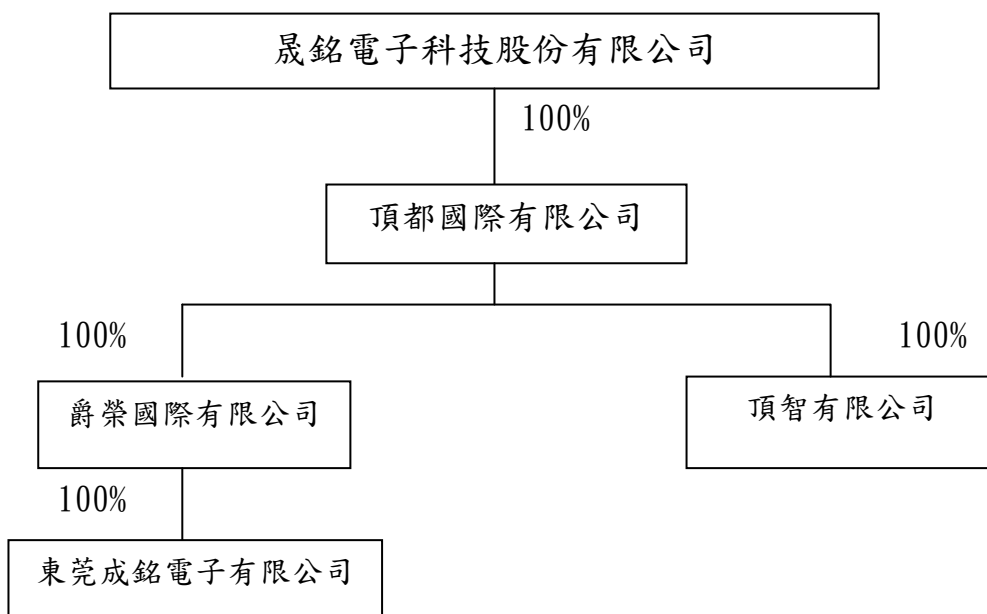 晟銘電子科技股份有限公司
100%
頂都國際有限公司
100%
100%
爵榮國際有限公司
頂智有限公司
100%
東莞成銘電子有限公司